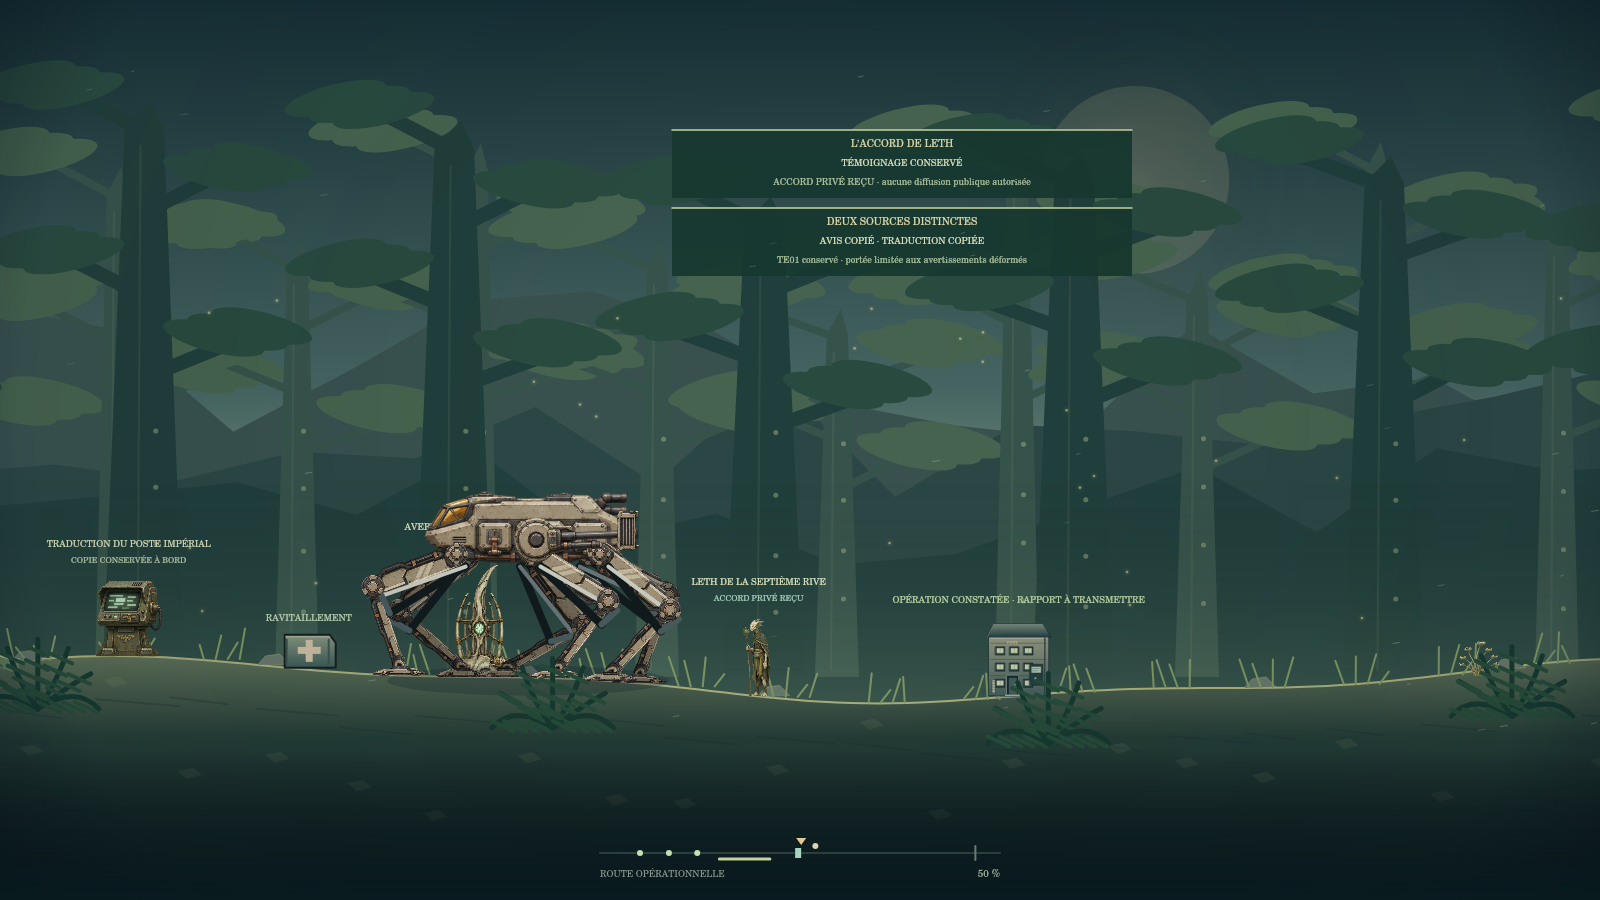 L'ACCORD DE LETH
TÉMOIGNAGE CONSERVÉ
ACCORD PRIVÉ REÇU · aucune diffusion publique autorisée
DEUX SOURCES DISTINCTES
AVIS COPIÉ · TRADUCTION COPIÉE
TE01 conservé · portée limitée aux avertissements déformés
TRADUCTION DU POSTE IMPÉRIAL
COPIE CONSERVÉE À BORD
RAVITAILLEMENT
LETH DE LA SEPTIÈME RIVE
ACCORD PRIVÉ REÇU
OPÉRATION CONSTATÉE · RAPPORT À TRANSMETTRE
ROUTE OPÉRATIONNELLE
50 %